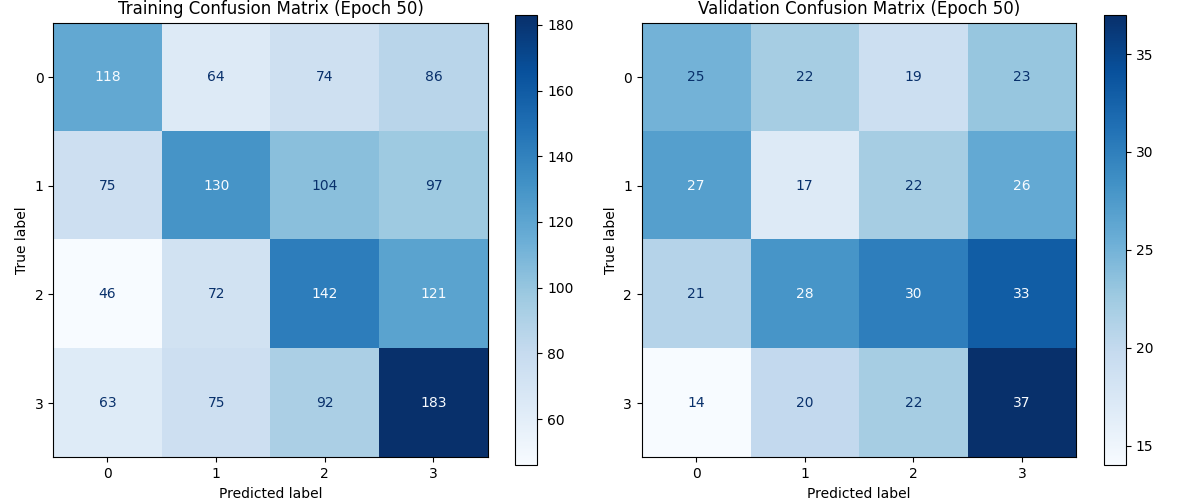 Training Confusion Matrix (Epoch 50)
True label
0
118 64 74 86
1
75 130 104 97
2
46 72 142 121
3
63 75 92 183
0 1 2 3
Predicted label
180
160
140
120
100
80
60
Validation Confusion Matrix (Epoch 50)
True label
0
25 22 19 23
1
27 17 22 26
2
21 28 30 33
3
14 20 22 37
0 1 2 3
Predicted label
35
30
25
20
15